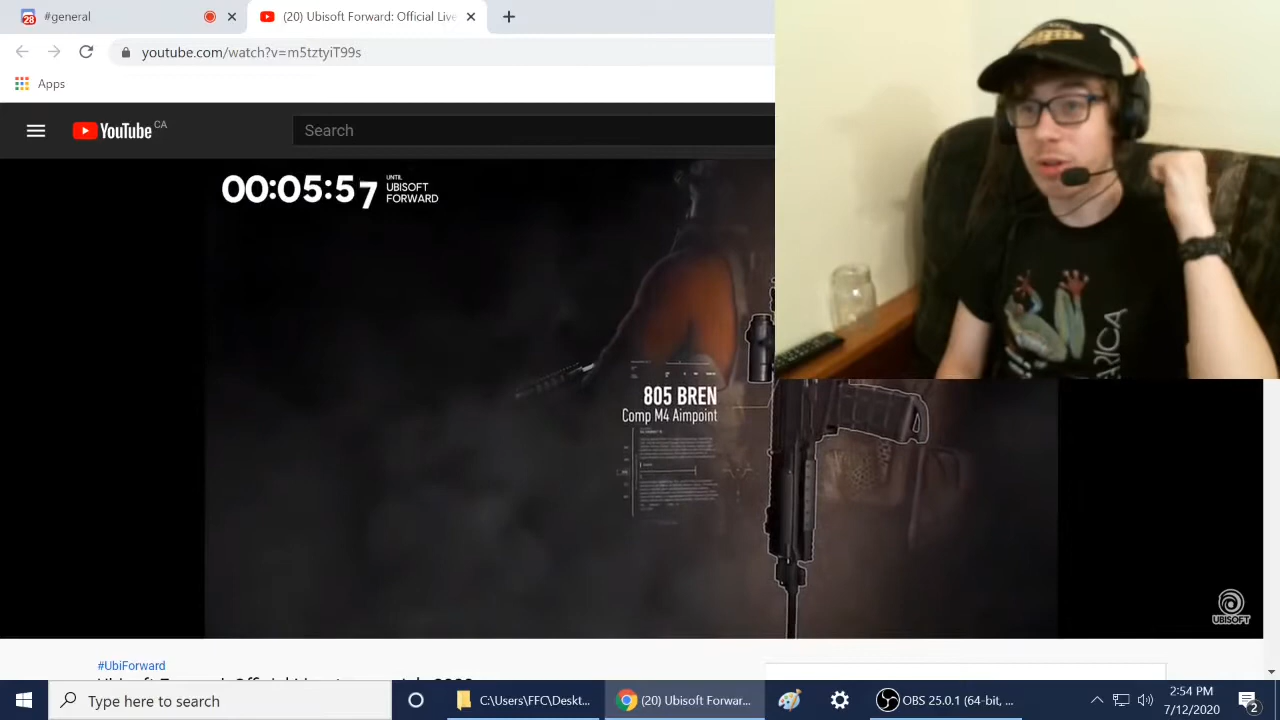 28 #general
(20) Ubisoft Forward: Official Live
youtube.com/watch?v=m5tztyiT99s
Apps
YouTube CA
Search
00:05:57
UNTIL
UBISOFT
FORWARD
805 BREN
Comp M4 Aimpoint
ARICA
UBISOFT
#UbiForward
Type here to search
C:\Users\FFC\Deskt...
(20) Ubisoft Forwar...
OBS 25.0.1 (64-bit, ...
2:54 PM
7/12/2020
2